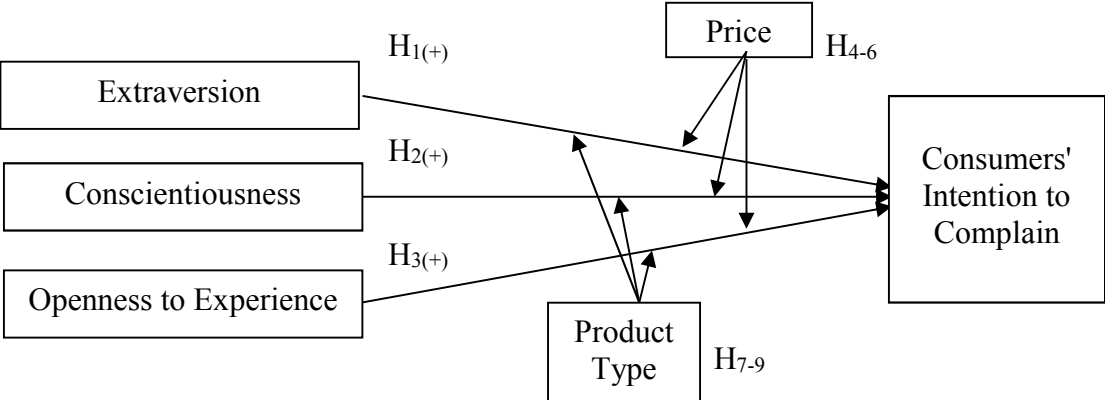 H1(+)
Price
H4-6
Extraversion
H2(+)
Conscientiousness
Consumers'
Intention to
Complain
H3(+)
Openness to Experience
Product
Type
H7-9